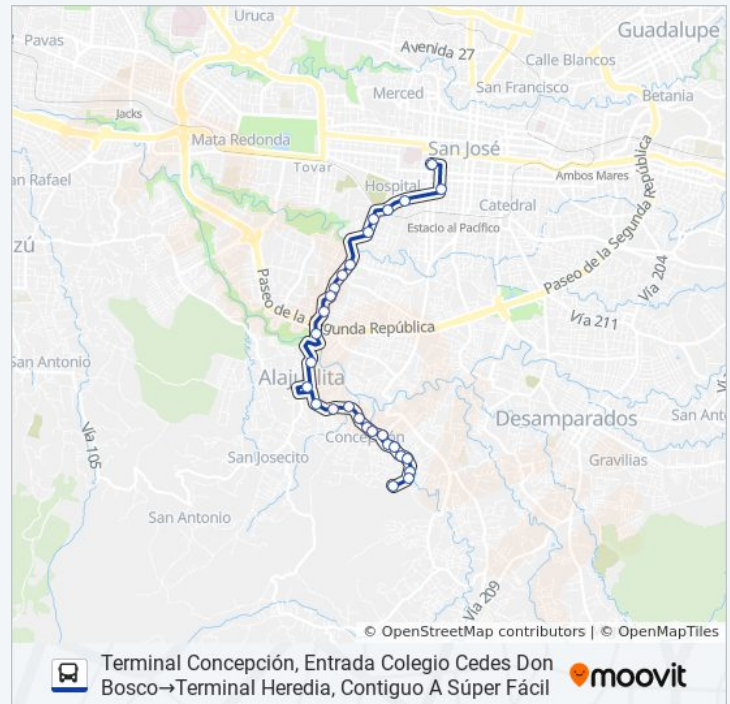 Uruca
Guadalupe
Pavas
Avenida 27
Calle Blancos
San Francisco
Merced
Betania
Jacks
Mata Redonda
San José
Tovar
Ambos Mares
an Rafael
Hospital
Catedral
Estacio al Pacífico
Paseo de la Segunda República
zú
Vía 204
Paseo de la
gunda República
Vía 211
San Antonio
Alaju lita
Desamparados
San Ant
Vía 105
Concepción
San Josecito
Gravilias
San Antonio
Vía 209
© OpenStreetMap contributors | © OpenMapTiles
Terminal Concepción, Entrada Colegio Cedes Don
Bosco→Terminal Heredia, Contiguo A Súper Fácil
moovit